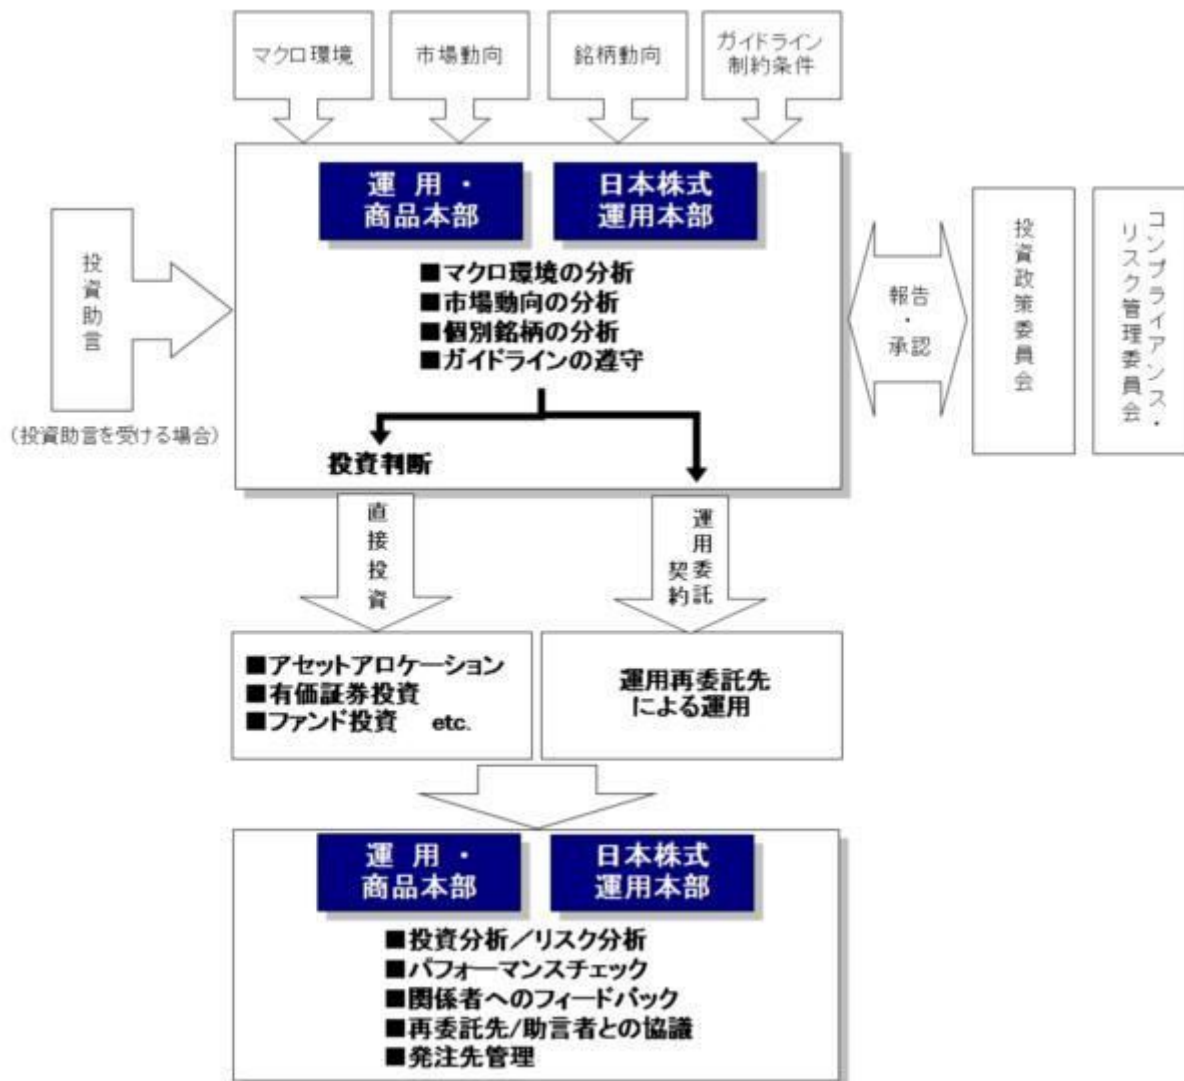 マクロ環境
市場動向
銘柄動向
ガイドライン
制約条件
運用・
商品本部
日本株式
運用本部
■マクロ環境の分析
■市場動向の分析
■個別銘柄の分析
■ガイドラインの遵守
投資判断
投資助言
(投資助言を受ける場合)
報告
・
承認
投資政策委員会
コンプライアンス・
リスク管理委員会
直接投資
運用委託
契約
■アセットアロケーション
■有価証券投資
■ファンド投資 etc.
運用再委託先
による運用
運用・
商品本部
日本株式
運用本部
■投資分析／リスク分析
■パフォーマンスチェック
■関係者へのフィードバック
■再委託先/助言者との協議
■発注先管理